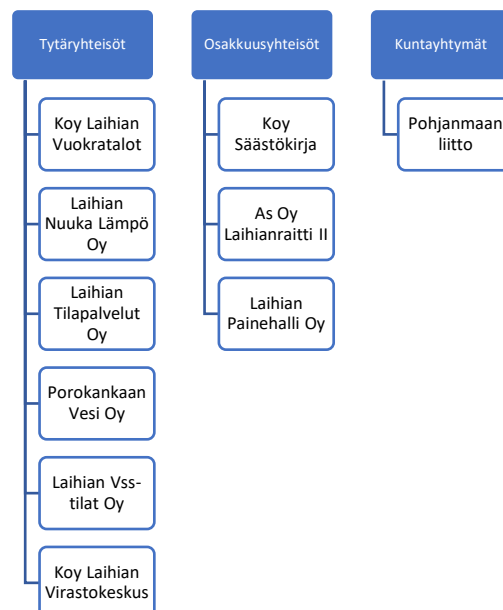 Tytäryhteisöt
Koy Laihian
Vuokratalot
Laihian
Nuuka Lämpö
Oy
Laihian
Tilapalvelut
Oy
Porokankaan
Vesi Oy
Laihian Vss-
tilat Oy
Koy Laihian
Virastokeskus
Osakkuusyhteisöt
Koy
Säästökirja
As Oy
Laihianraitti II
Laihian
Painehalli Oy
Kuntayhtymät
Pohjanmaan
liitto